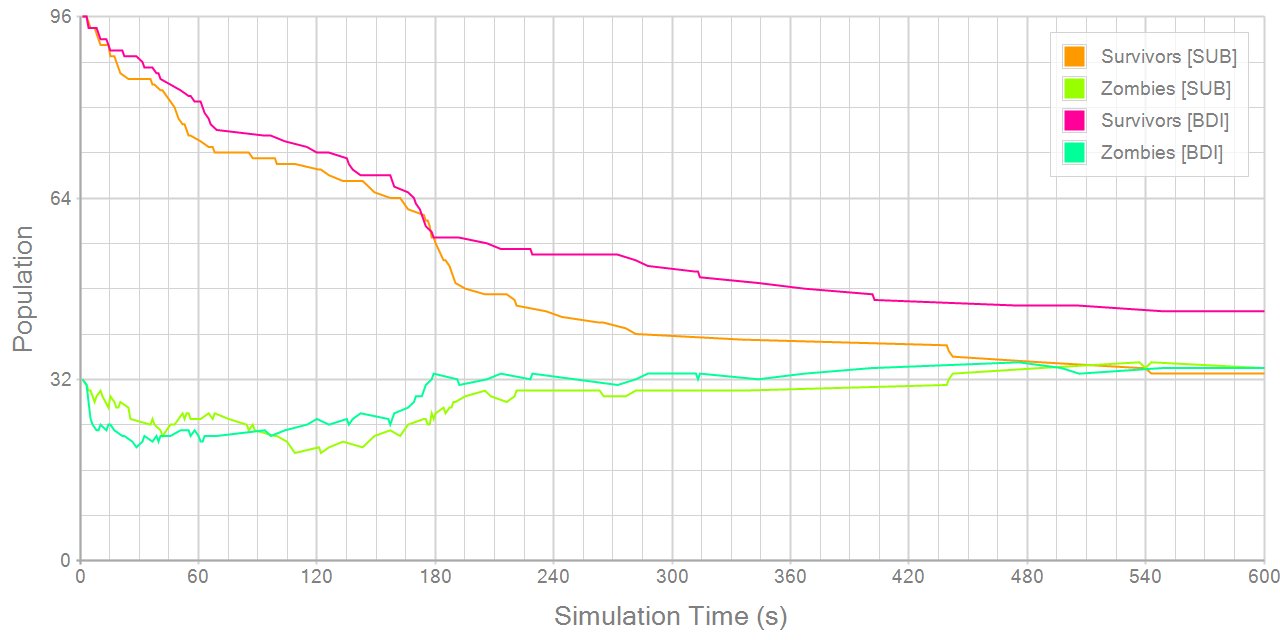 96
64
32
0
Population
0 60 120 180 240 300 360 420 480 540 600
Simulation Time (s)
Survivors [SUB]
Zombies [SUB]
Survivors [BDI]
Zombies [BDI]